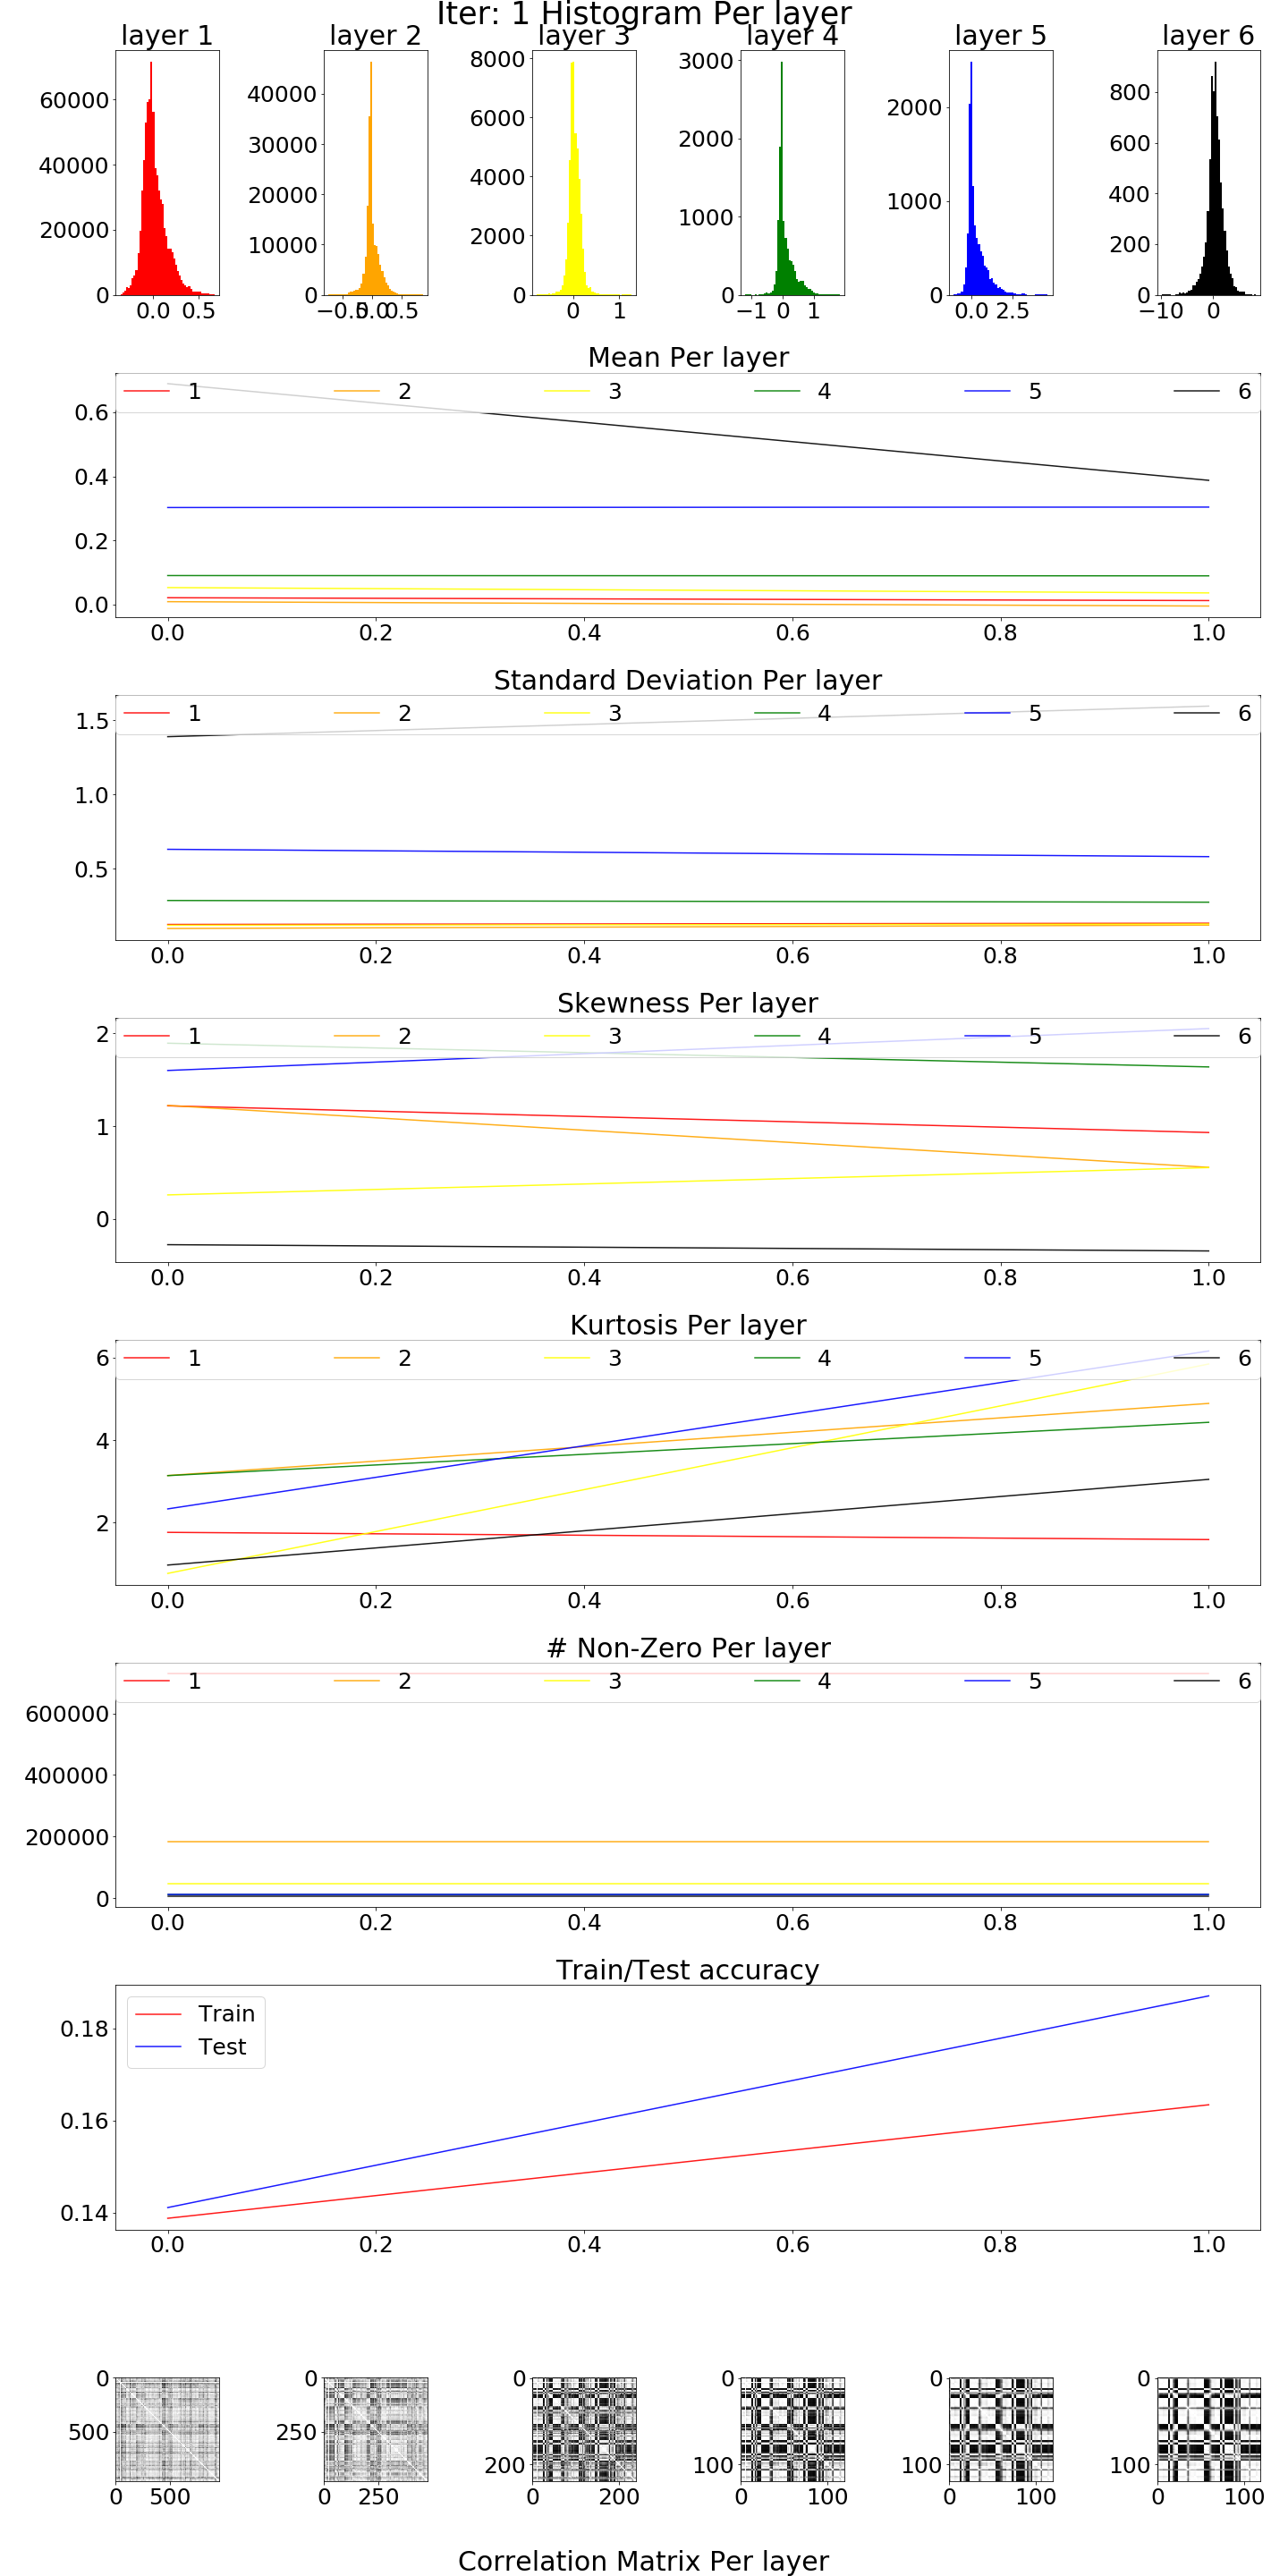 Iter: 1 Histogram Per layer
layer 1 layer 2 layer 3 layer 4 layer 5 layer 6
60000 40000 20000 0
0.0 0.5
40000 30000 20000 10000 0
−0.5 0.0 0.5
8000 6000 4000 2000 0
0 1
3000 2000 1000 0
−1 0 1
2000 1000 0
0.0 2.5
800 600 400 200 0
−10 0
Mean Per layer
1 2 3 4 5 6
0.6
0.4
0.2
0.0
0.0 0.2 0.4 0.6 0.8 1.0
Standard Deviation Per layer
1 2 3 4 5 6
1.5
1.0
0.5
0.0 0.2 0.4 0.6 0.8 1.0
Skewness Per layer
1 2 3 4 5 6
2
1
0
0.0 0.2 0.4 0.6 0.8 1.0
Kurtosis Per layer
1 2 3 4 5 6
6
4
2
0.0 0.2 0.4 0.6 0.8 1.0
# Non-Zero Per layer
1 2 3 4 5 6
600000
400000
200000
0
0.0 0.2 0.4 0.6 0.8 1.0
Train/Test accuracy
Train
Test
0.18
0.16
0.14
0.0 0.2 0.4 0.6 0.8 1.0
0 500
0 500
0 250
0 250
0 200
0 200
0 100
0 100
0 100
0 100
0 100
0 100
Correlation Matrix Per layer